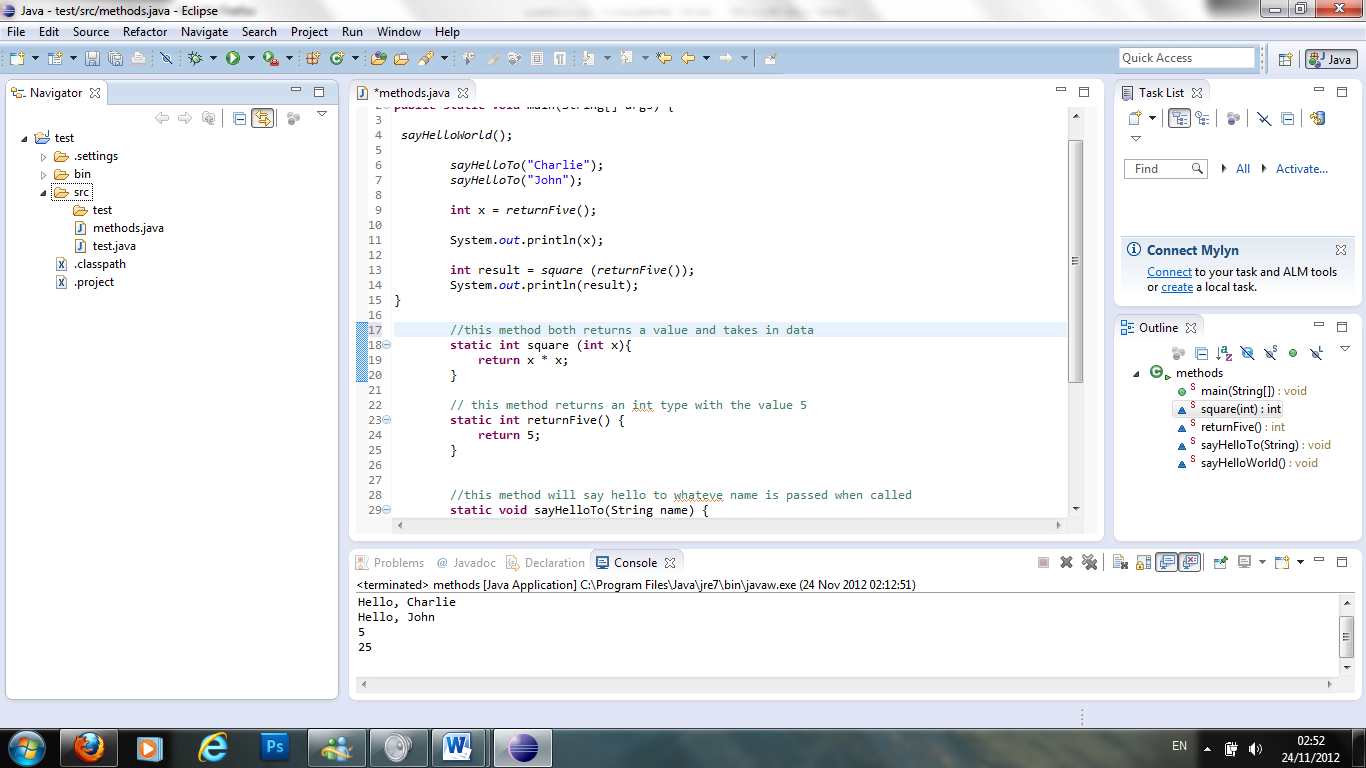 Java - test/src/methods.java - Eclipse
File Edit Source Refactor Navigate Search Project Run Window Help
Quick Access
Java
Navigator
test
.settings
bin
src
test
methods.java
test.java
.classpath
.project
*methods.java
2 public static void main(String[] args) {
3
4 sayHelloWorld();
5
6 sayHelloTo("Charlie");
7 sayHelloTo("John");
8
9 int x = returnFive();
10
11 System.out.println(x);
12
13 int result = square (returnFive());
14 System.out.println(result);
15 }
16
17 //this method both returns a value and takes in data
18 static int square (int x){
19 return x * x;
20 }
21
22 // this method returns an int type with the value 5
23 static int returnFive() {
24 return 5;
25 }
26
27
28 //this method will say hello to whateve name is passed when called
29 static void sayHelloTo(String name) {
Task List
Find
All
Activate...
Connect Mylyn
Connect to your task and ALM tools
or create a local task.
Outline
methods
main(String[]) : void
square(int) : int
returnFive() : int
sayHelloTo(String) : void
sayHelloWorld() : void
Problems @ Javadoc Declaration Console
<terminated> methods [Java Application] C:\Program Files\Java\jre7\bin\javaw.exe (24 Nov 2012 02:12:51)
Hello, Charlie
Hello, John
5
25
Ps
W
EN
02:52
24/11/2012